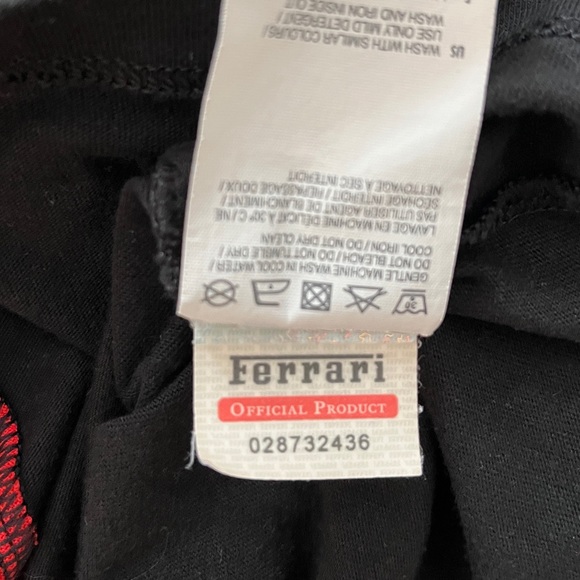 GENTLE MACHINE WASH IN COOL WATER /
DO NOT BLEACH / DO NOT TUMBLE DRY /
COOL IRON / DO NOT DRY CLEAN
LAVAGE EN MACHINE DÉLICAT À 30° C / NE
PAS UTILISER AGENT DE BLANCHIMENT /
SÉCHAGE INTERDIT / REPASSAGE DOUX /
NETTOYAGE À SEC INTERDIT
US WASH WITH SIMILAR COLOURS /
USE ONLY MILD DETERGENT /
WASH AND IRON INSIDE OUT
Ferrari
OFFICIAL PRODUCT
028732436